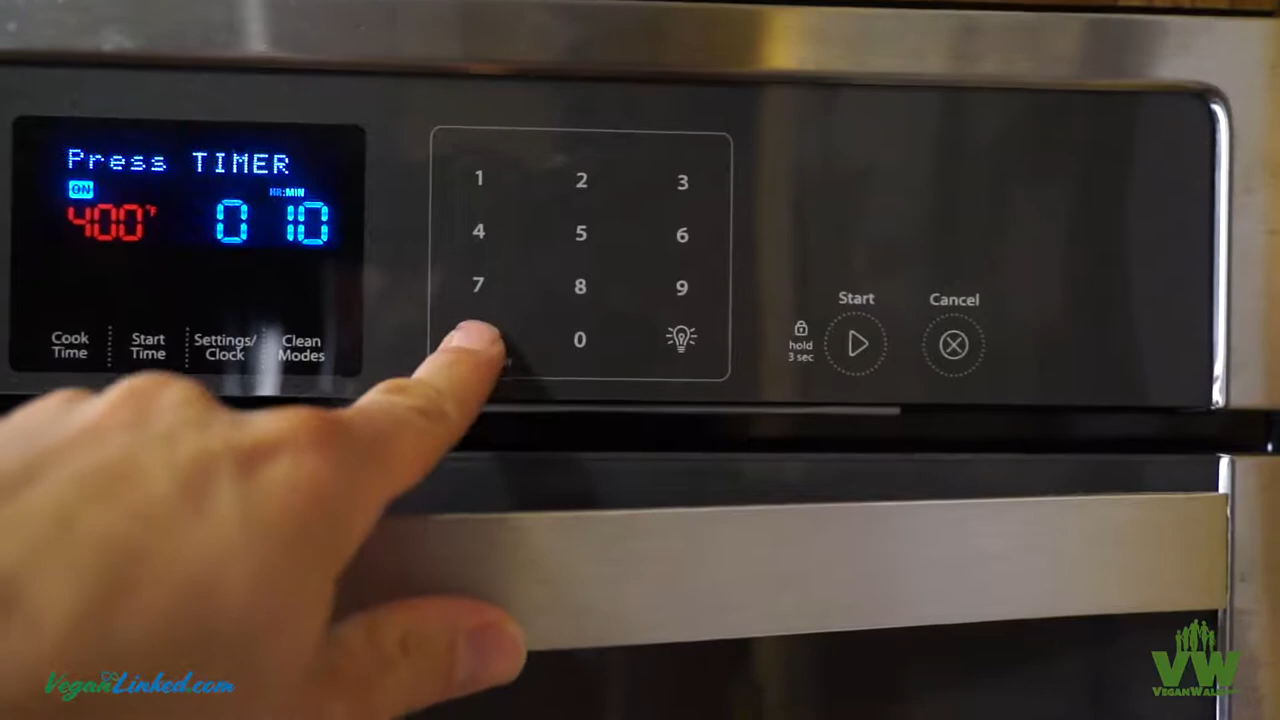 Press TIMER
ON
HR:MIN
400°F 0 10
Cook Time
Start Time
Settings/ Clock
Clean Modes
1 2 3
4 5 6
7 8 9
0
hold 3 sec
Start
Cancel
VeganLinked.com
VW